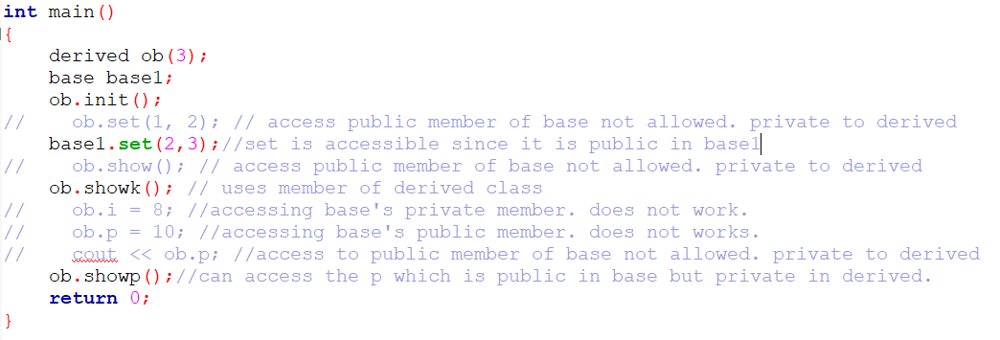 int main()
{
    derived ob(3);
    base base1;
    ob.init();
//    ob.set(1, 2); // access public member of base not allowed. private to derived
    base1.set(2,3);//set is accessible since it is public in base1
//    ob.show(); // access public member of base not allowed. private to derived
    ob.showk(); // uses member of derived class
//    ob.i = 8; //accessing base's private member. does not work.
//    ob.p = 10; //accessing base's public member. does not works.
//    cout << ob.p; //access to public member of base not allowed. private to derived
    ob.showp();//can access the p which is public in base but private in derived.
    return 0;
}